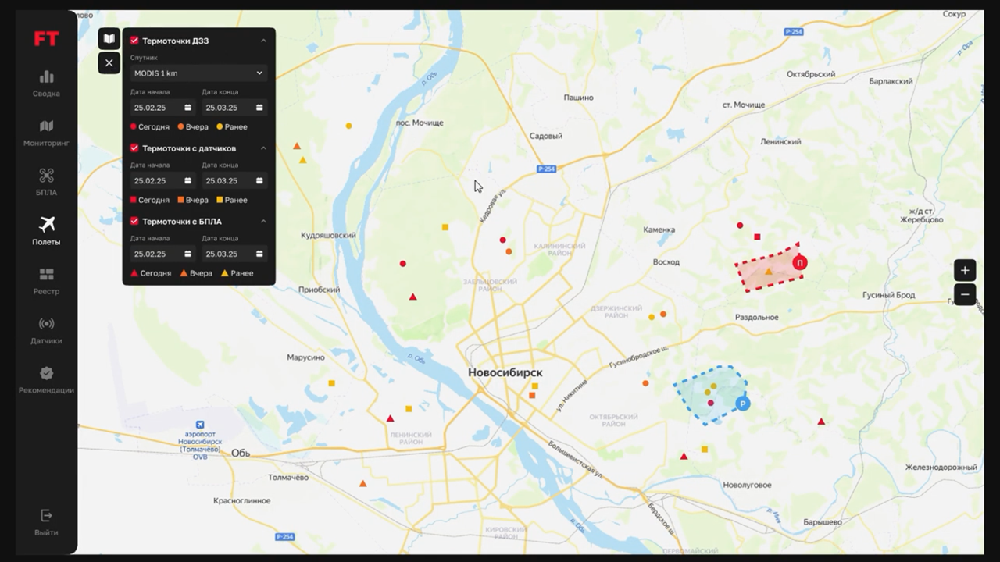 FT
Сводка
Мониторинг
БПЛА
Полеты
Реестр
Датчики
Рекомендации
Выйти
Термоточки ДЗЗ
Спутник
MODIS 1 km
Дата начала Дата конца
25.02.25 25.03.25
Сегодня Вчера Ранее
Термоточки с датчиков
Дата начала Дата конца
25.02.25 25.03.25
Сегодня Вчера Ранее
Термоточки с БПЛА
Дата начала Дата конца
25.02.25 25.03.25
Сегодня Вчера Ранее
Сокур
Р-254
р. Обь
р. Ора
Октябрьский
Барлакский
Пашино
ст. Мочище
пос. Мочище
Садовый
Ленинский
Р-254
Кедровая ул.
ж/д ст
Жеребцово
Каменка
Кудряшовский
КАЛИНИНСКИЙ
РАЙОН
Восход
П
+
−
ЗАЕЛЬЦОВСКИЙ
РАЙОН
Приобский
Гусиный Брод
ДЗЕРЖИНСКИЙ
РАЙОН
Раздольное
Марусино
р. Обь
Гусинобродское ш.
Новосибирск
ул. Никитина
Р
аэропорт
Новосибирск
(Толмачёво)
OVB
ОКТЯБРЬСКИЙ
РАЙОН
ЛЕНИНСКИЙ
РАЙОН
Обь
Большевистская ул.
Толмачёво
Железнодорожный
Новолуговое
Красноглинное
р. Иня
Бердское ш.
Барышево
р. Обь
КИРОВСКИЙ
РАЙОН
Р-254
ПЕРВОМАЙСКИЙ